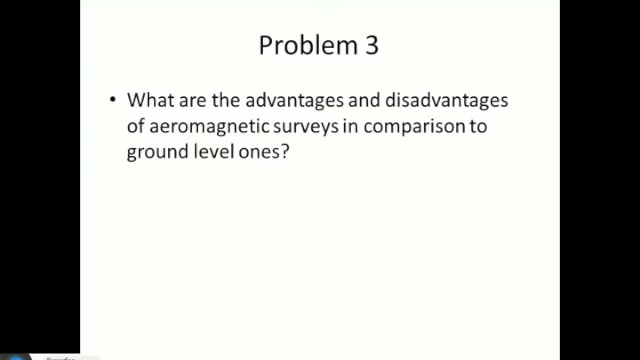 Problem 3
• What are the advantages and disadvantages
of aeromagnetic surveys in comparison to
ground level ones?